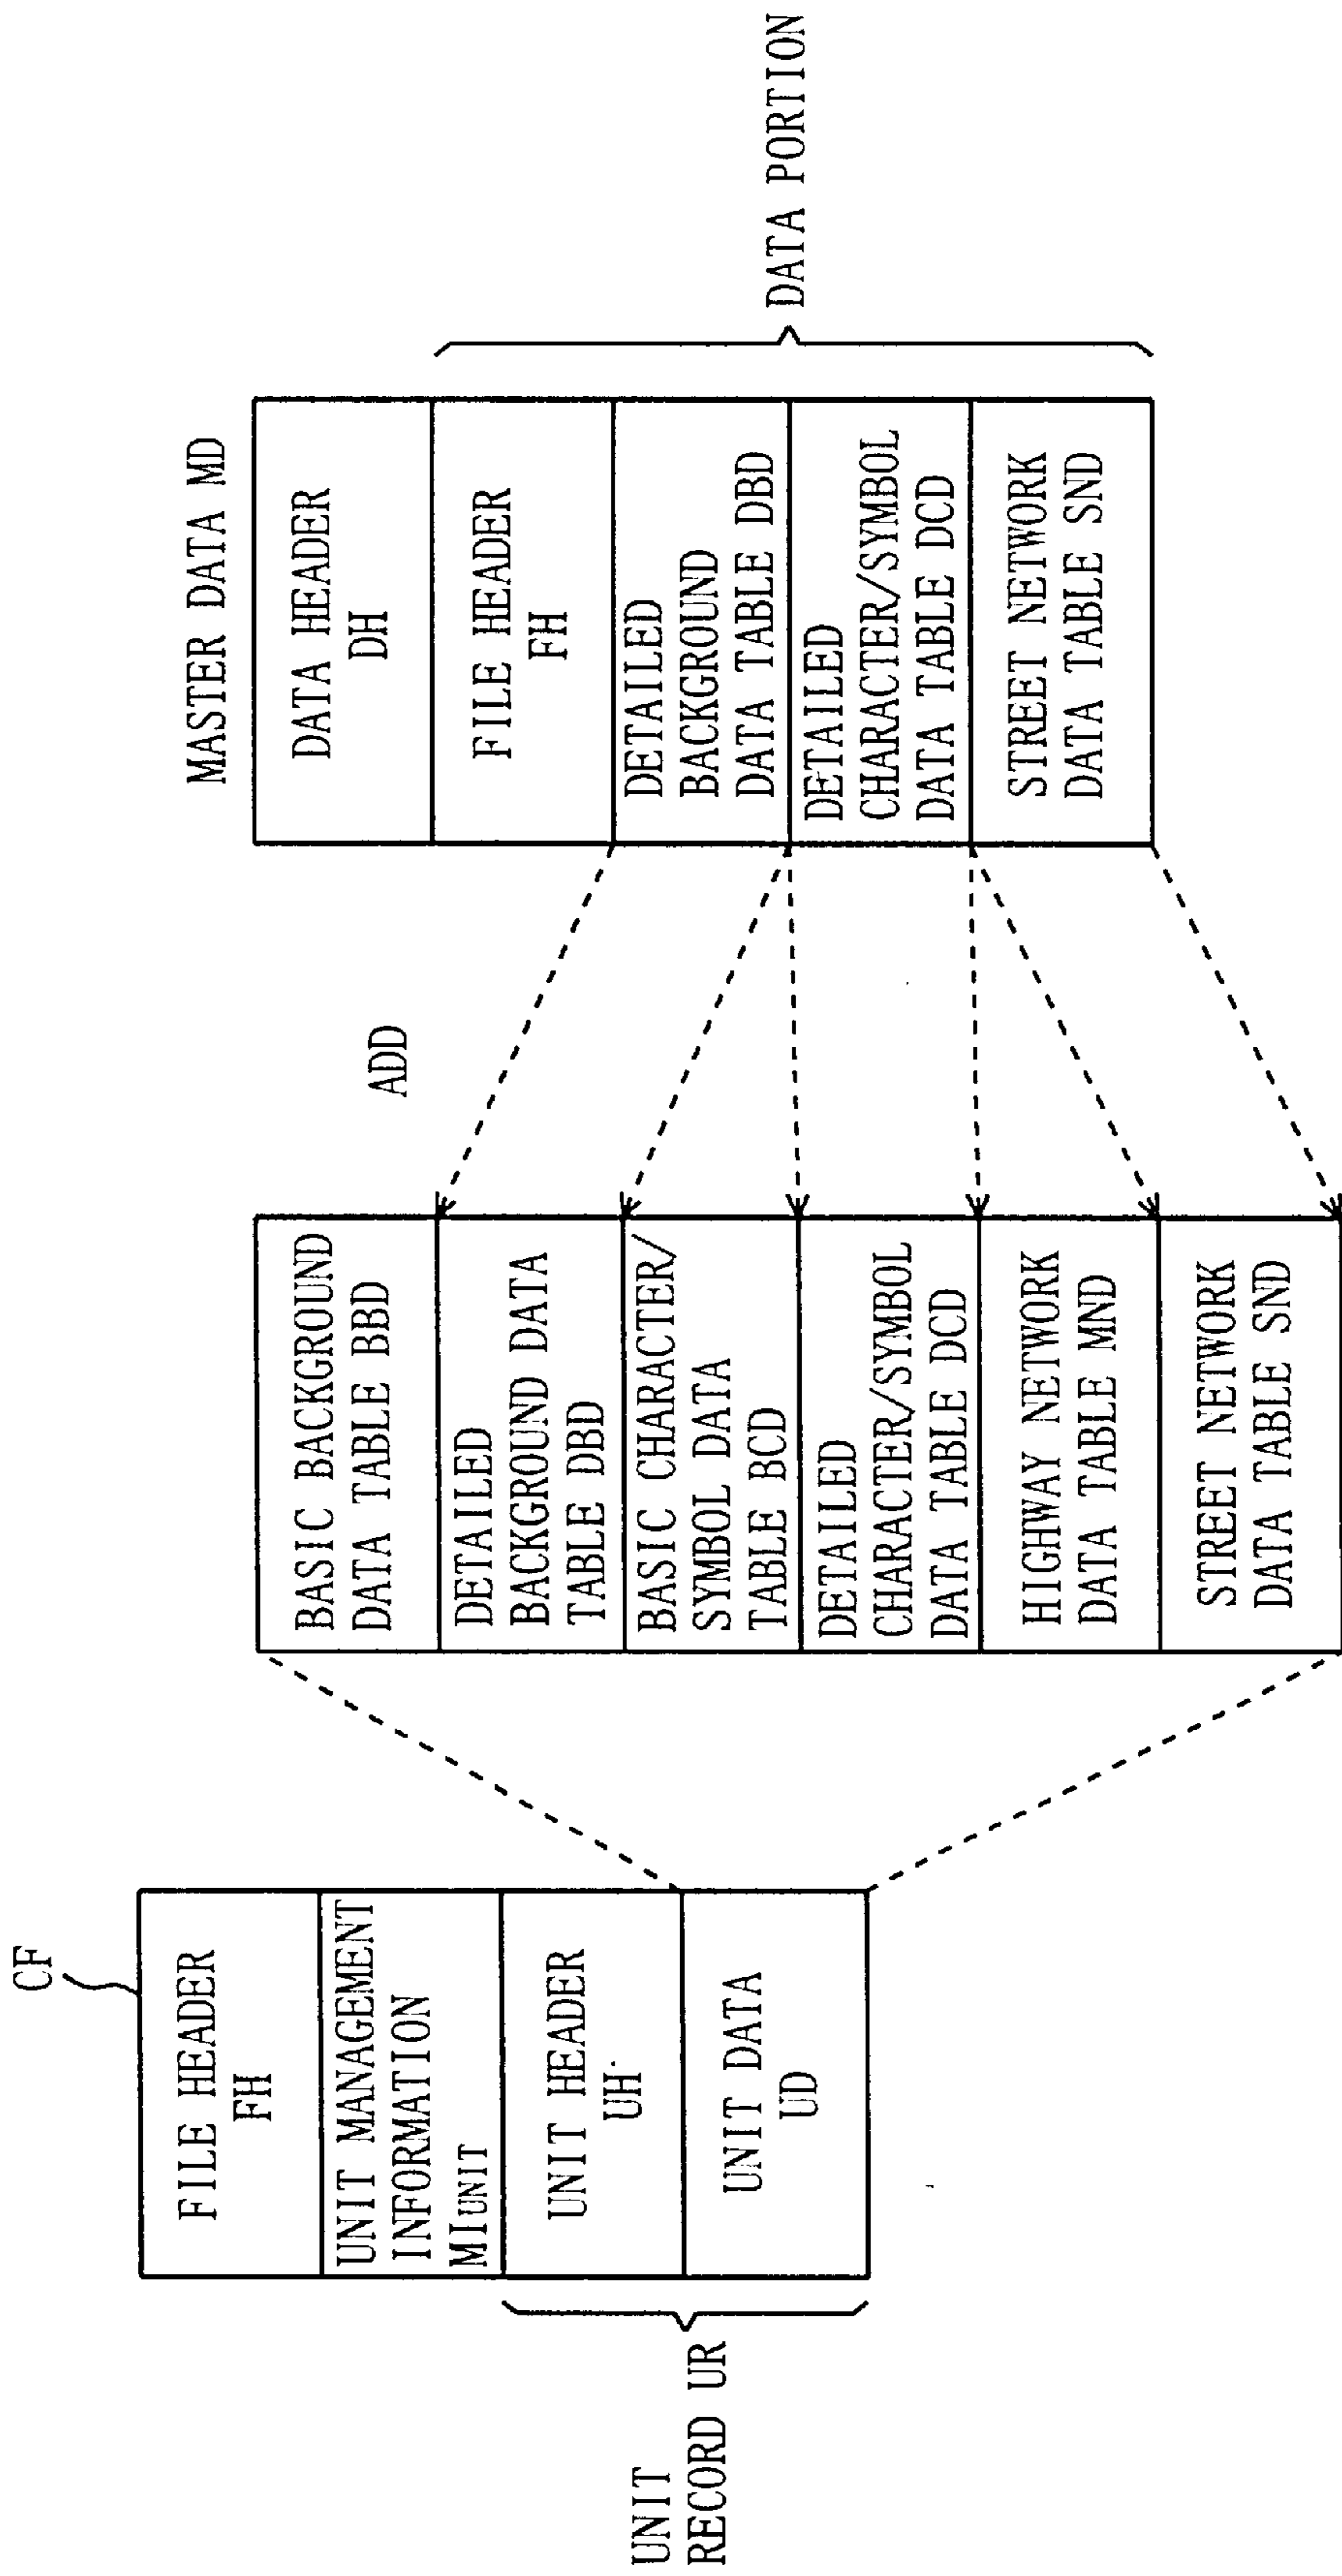 CF
FILE HEADER
FH
UNIT MANAGEMENT
INFORMATION
MIUNIT
UNIT HEADER
UH
UNIT DATA
UD
UNIT
RECORD UR
BASIC BACKGROUND
DATA TABLE BBD
DETAILED
BACKGROUND DATA
TABLE DBD
BASIC CHARACTER/
SYMBOL DATA
TABLE BCD
DETAILED
CHARACTER/SYMBOL
DATA TABLE DCD
HIGHWAY NETWORK
DATA TABLE MND
STREET NETWORK
DATA TABLE SND
ADD
MASTER DATA MD
DATA HEADER
DH
FILE HEADER
FH
DETAILED
BACKGROUND
DATA TABLE DBD
DETAILED
CHARACTER/SYMBOL
DATA TABLE DCD
STREET NETWORK
DATA TABLE SND
DATA PORTION